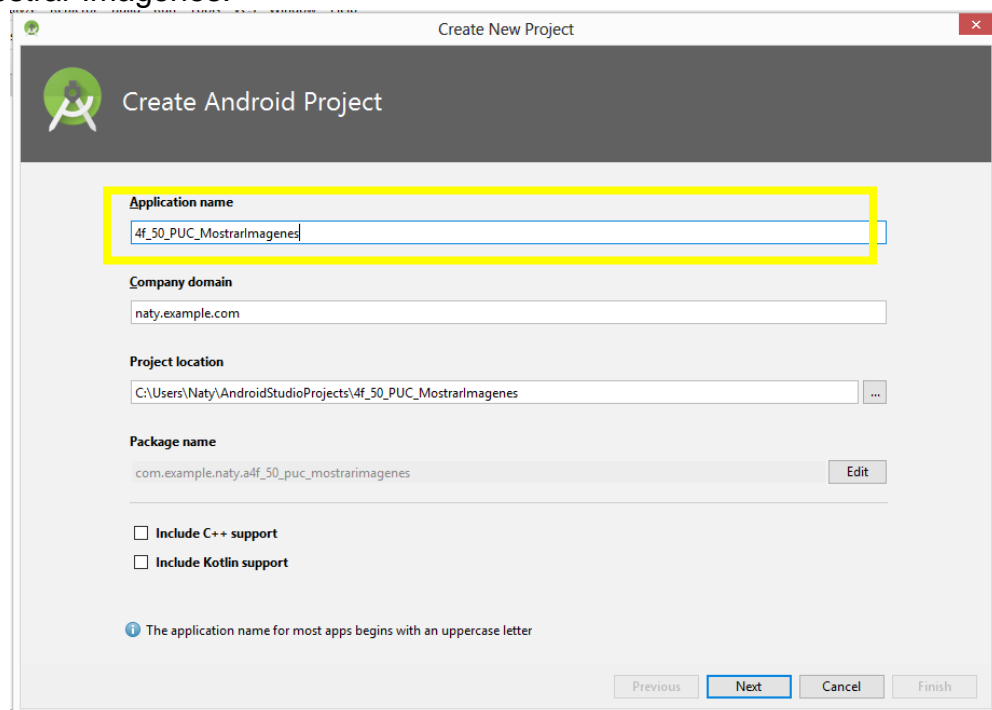 Create New Project
Create Android Project
Application name
4f_50_PUC_MostrarImagenes
Company domain
naty.example.com
Project location
C:\Users\Naty\AndroidStudioProjects\4f_50_PUC_MostrarImagenes
...
Package name
com.example.naty.a4f_50_puc_mostrarimagenes
Edit
Include C++ support
Include Kotlin support
The application name for most apps begins with an uppercase letter
Previous Next Cancel Finish